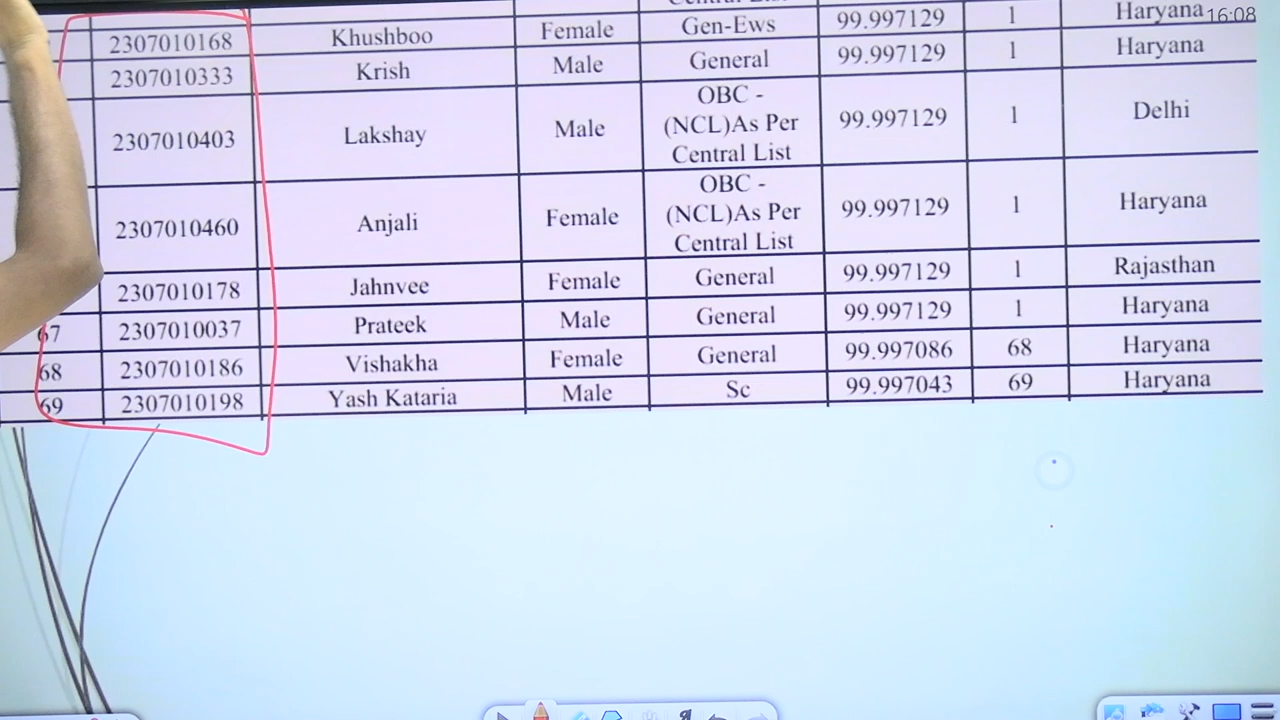 16:08
2307010168 Khushboo Female Gen-Ews 99.997129 1 Haryana
2307010333 Krish Male General 99.997129 1 Haryana
2307010403 Lakshay Male OBC - 99.997129 1 Delhi
(NCL)As Per
Central List
2307010460 Anjali Female OBC - 99.997129 1 Haryana
(NCL)As Per
Central List
2307010178 Jahnvee Female General 99.997129 1 Rajasthan
67 2307010037 Prateek Male General 99.997129 1 Haryana
68 2307010186 Vishakha Female General 99.997086 68 Haryana
69 2307010198 Yash Kataria Male Sc 99.997043 69 Haryana